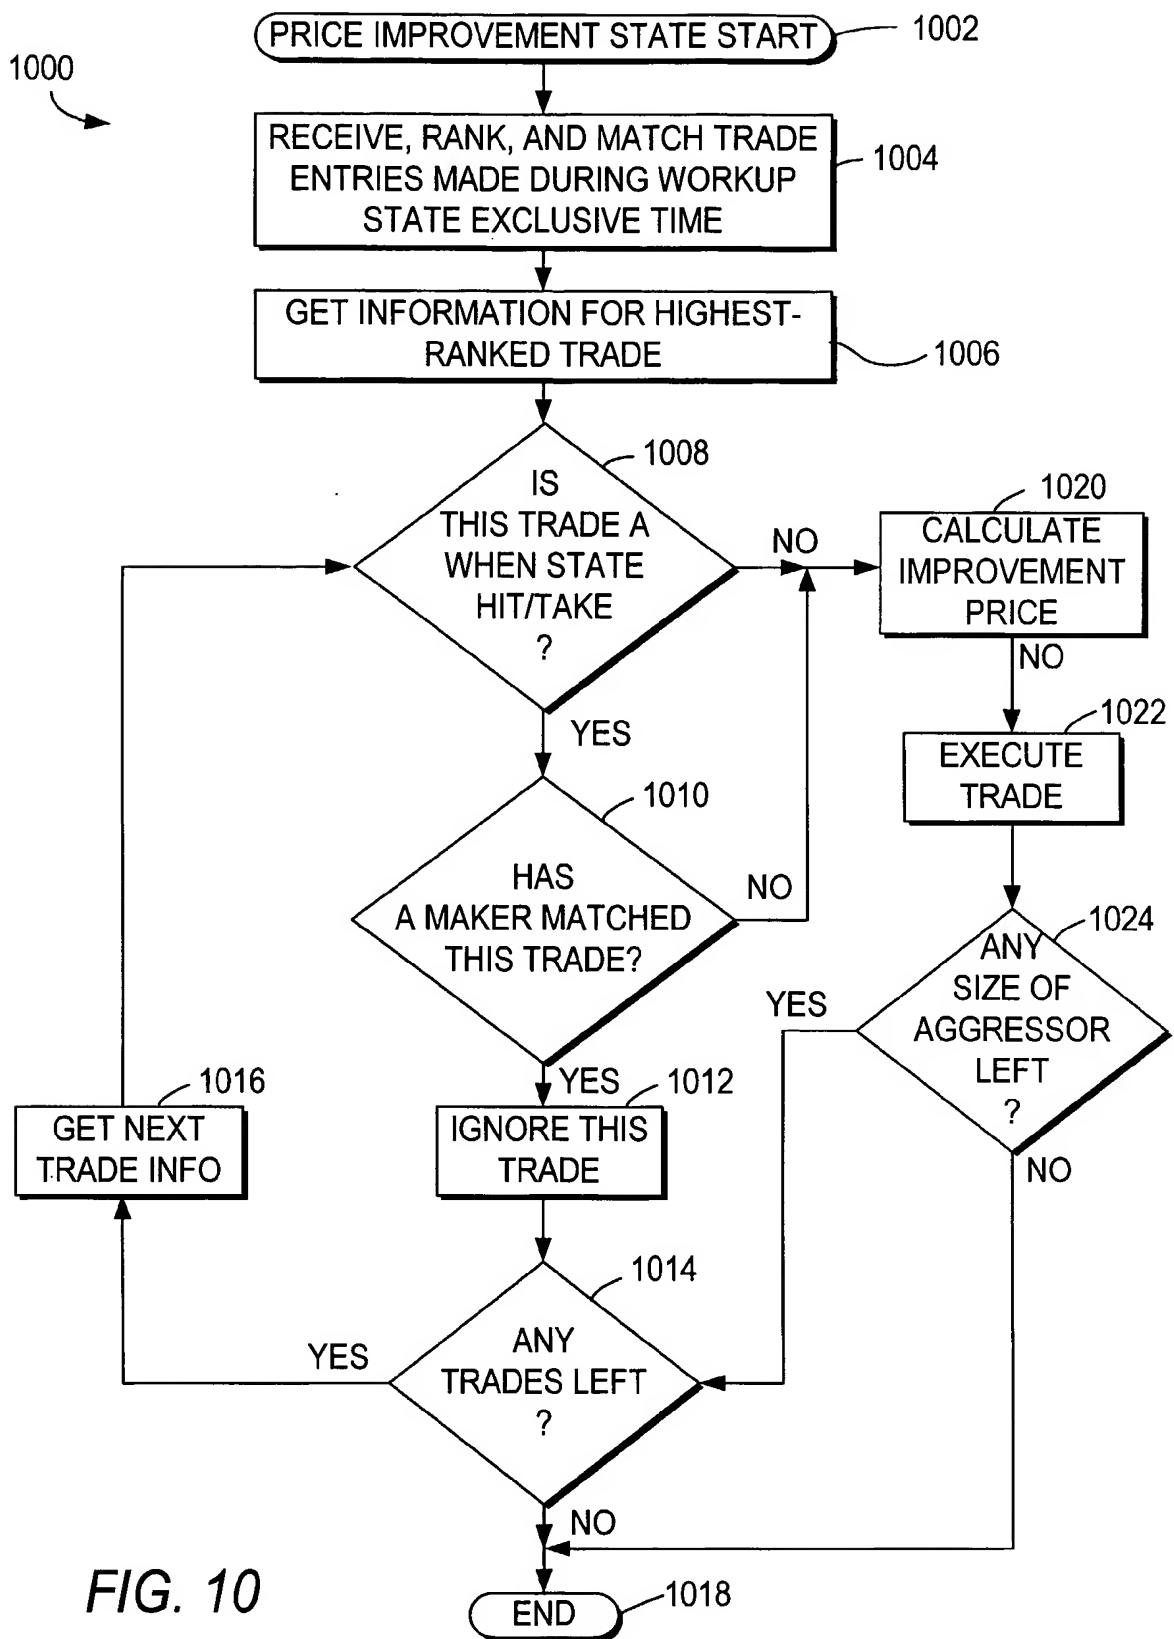 PRICE IMPROVEMENT STATE START
1002
1000
RECEIVE, RANK, AND MATCH TRADE
ENTRIES MADE DURING WORKUP
STATE EXCLUSIVE TIME
1004
GET INFORMATION FOR HIGHEST-
RANKED TRADE
1006
IS
THIS TRADE A
WHEN STATE
HIT/TAKE
?
1008
NO
YES
1020
CALCULATE
IMPROVEMENT
PRICE
NO
1022
EXECUTE
TRADE
1010
HAS
A MAKER MATCHED
THIS TRADE?
NO
YES
1024
ANY
SIZE OF
AGGRESSOR
LEFT
?
YES
NO
1016
GET NEXT
TRADE INFO
1012
IGNORE THIS
TRADE
1014
ANY
TRADES LEFT
?
YES
NO
FIG. 10
END
1018